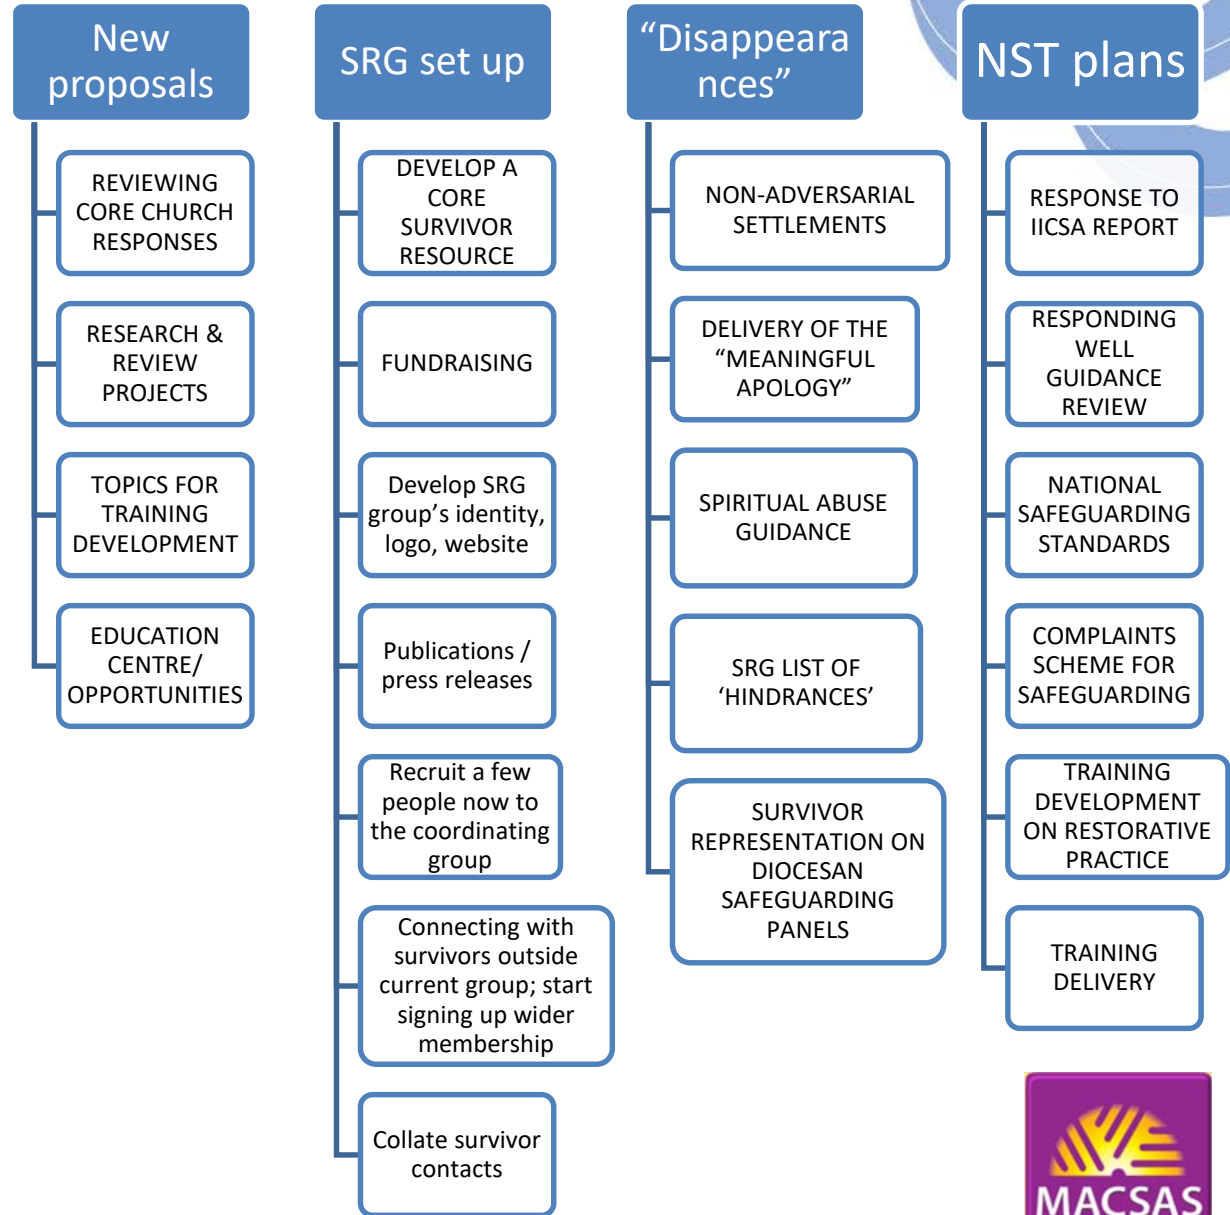 New
proposals
REVIEWING
CORE CHURCH
RESPONSES
RESEARCH &
REVIEW
PROJECTS
TOPICS FOR
TRAINING
DEVELOPMENT
EDUCATION
CENTRE/
OPPORTUNITIES
SRG set up
DEVELOP A
CORE
SURVIVOR
RESOURCE
FUNDRAISING
Develop SRG
group’s identity,
logo, website
Publications /
press releases
Recruit a few
people now to
the coordinating
group
Connecting with
survivors outside
current group; start
signing up wider
membership
Collate survivor
contacts
“Disappeara
nces”
NON-ADVERSARIAL
SETTLEMENTS
DELIVERY OF THE
“MEANINGFUL
APOLOGY”
SPIRITUAL ABUSE
GUIDANCE
SRG LIST OF
‘HINDRANCES’
SURVIVOR
REPRESENTATION ON
DIOCESAN
SAFEGUARDING
PANELS
NST plans
RESPONSE TO
IICSA REPORT
RESPONDING
WELL
GUIDANCE
REVIEW
NATIONAL
SAFEGUARDING
STANDARDS
COMPLAINTS
SCHEME FOR
SAFEGUARDING
TRAINING
DEVELOPMENT
ON RESTORATIVE
PRACTICE
TRAINING
DELIVERY
MACSAS